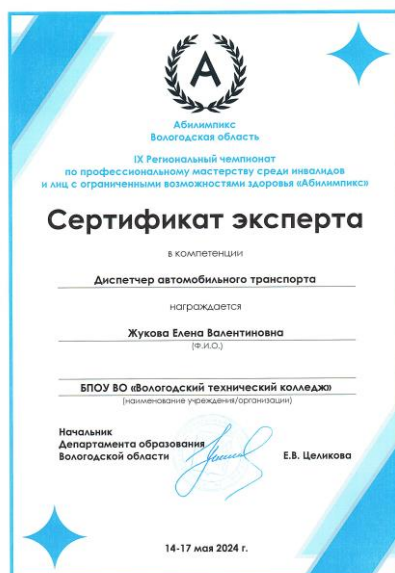 А
Абилимпикс
Вологодская область
IX Региональный чемпионат
по профессиональному мастерству среди инвалидов
и лиц с ограниченными возможностями здоровья «Абилимпикс»
Сертификат эксперта
в компетенции
Диспетчер автомобильного транспорта
награждается
Жукова Елена Валентиновна
(Ф.И.О.)
БПОУ ВО «Вологодский технический колледж»
(наименование учреждения/организации)
Начальник
Департамента образования
Вологодской области
Е.В. Целикова
14-17 мая 2024 г.